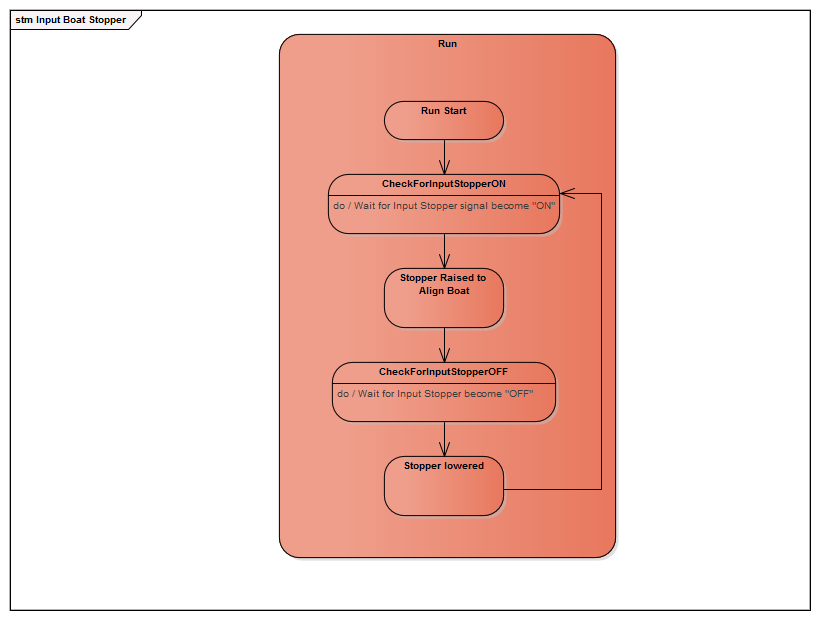 stm Input Boat Stopper
Run
Run Start
CheckForInputStopperON
do / Wait for Input Stopper signal become "ON"
Stopper Raised to
Align Boat
CheckForInputStopperOFF
do / Wait for Input Stopper become "OFF"
Stopper lowered